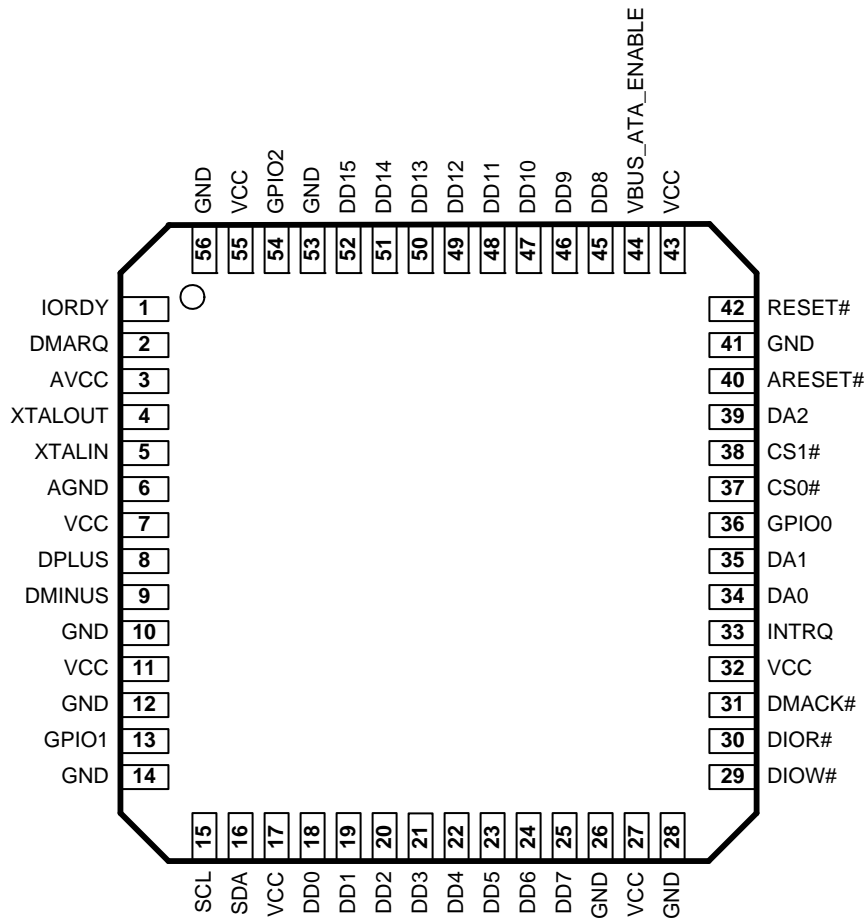 GND
VCC
GPIO2
GND
DD15
DD14
DD13
DD12
DD11
DD10
DD9
DD8
VBUS_ATA_ENABLE
VCC
56
55
54
53
52
51
50
49
48
47
46
45
44
43
IORDY 1
DMARQ 2
AVCC 3
XTALOUT 4
XTALIN 5
AGND 6
VCC 7
DPLUS 8
DMINUS 9
GND 10
VCC 11
GND 12
GPIO1 13
GND 14
42 RESET#
41 GND
40 ARESET#
39 DA2
38 CS1#
37 CS0#
36 GPIO0
35 DA1
34 DA0
33 INTRQ
32 VCC
31 DMACK#
30 DIOR#
29 DIOW#
15
16
17
18
19
20
21
22
23
24
25
26
27
28
SCL
SDA
VCC
DD0
DD1
DD2
DD3
DD4
DD5
DD6
DD7
GND
VCC
GND